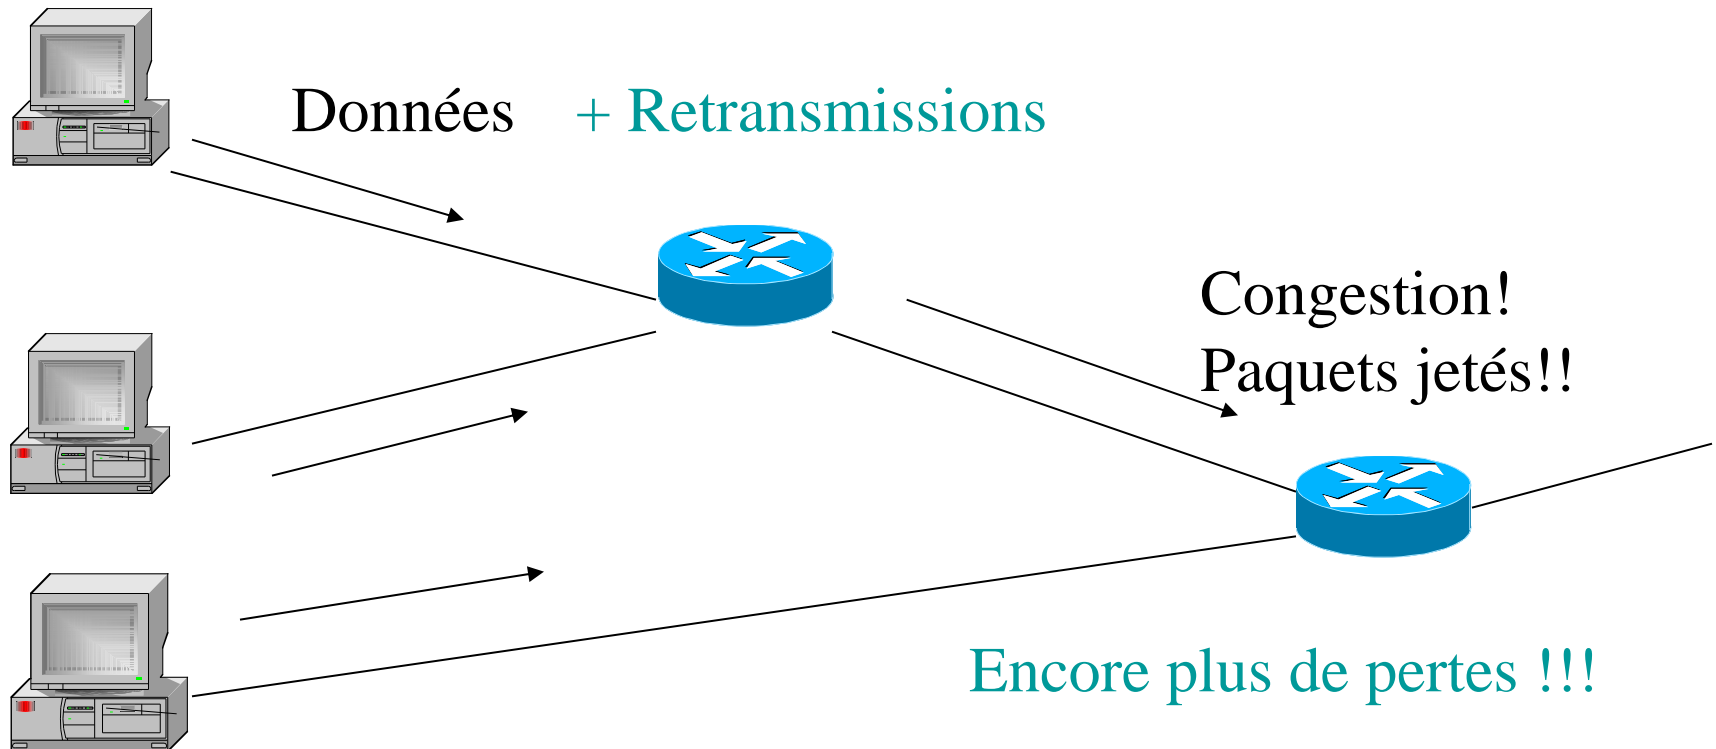 Données + Retransmissions
Congestion!
Paquets jetés!!
Encore plus de pertes !!!